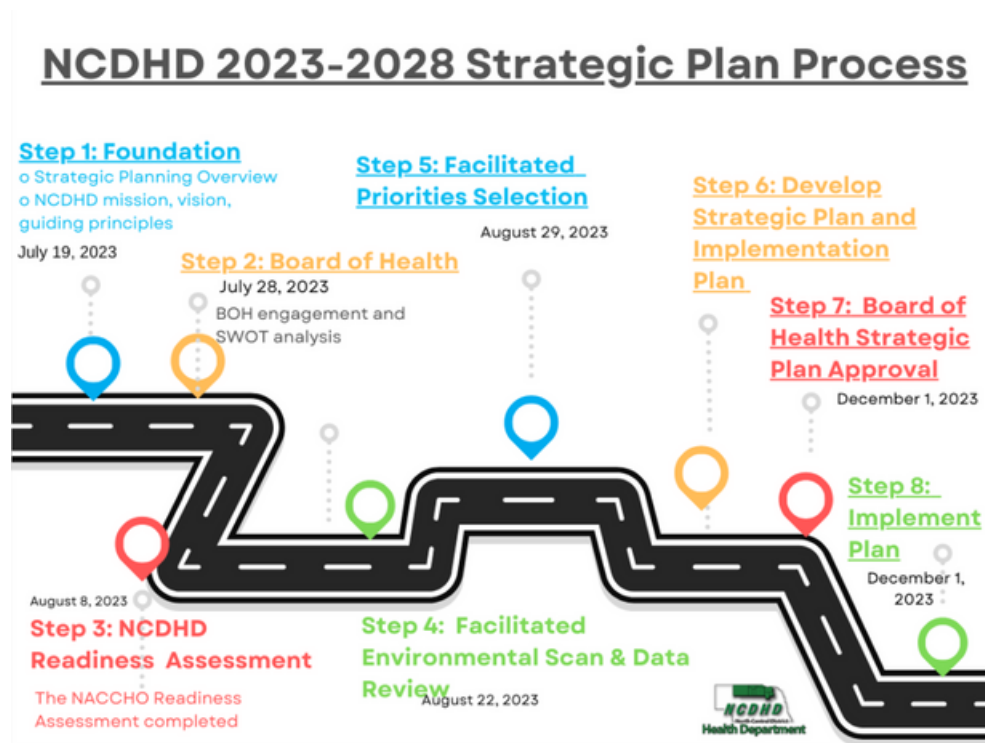 NCDHD 2023-2028 Strategic Plan Process
Step 1: Foundation
o Strategic Planning Overview
o NCDHD mission, vision,
guiding principles
July 19, 2023
Step 2: Board of Health
July 28, 2023
BOH engagement and
SWOT analysis
August 8, 2023
Step 3: NCDHD
Readiness Assessment
The NACCHO Readiness
Assessment completed
Step 4: Facilitated
Environmental Scan & Data
Review
August 22, 2023
Step 5: Facilitated
Priorities Selection
August 29, 2023
Step 6: Develop
Strategic Plan and
Implementation
Plan
Step 7: Board of
Health Strategic
Plan Approval
December 1, 2023
Step 8:
Implement
Plan
December 1,
2023
NCDHD
North Central District
Health Department